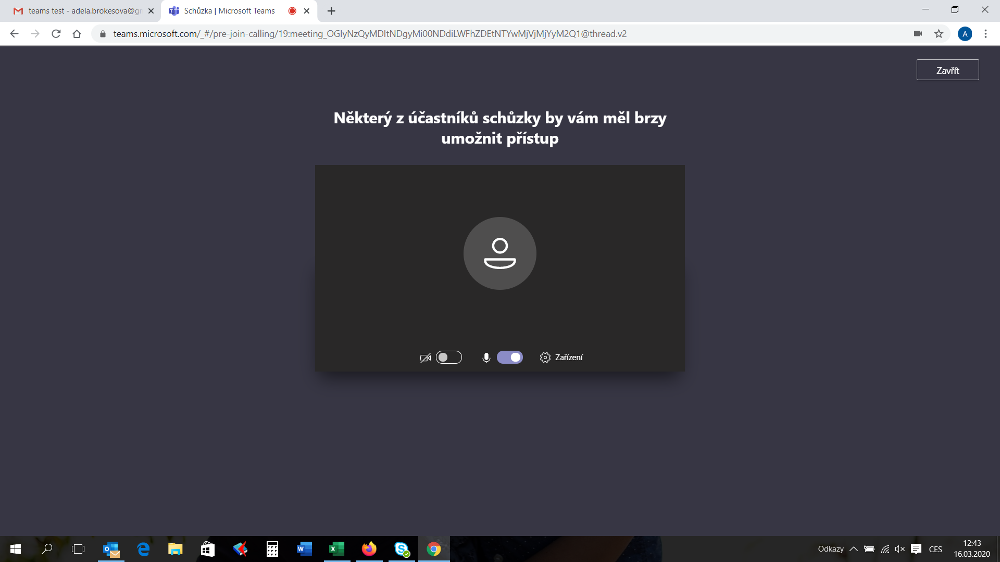 teams test - adela.brokesova@gr
Schůzka | Microsoft Teams
teams.microsoft.com/_#/pre-join-calling/19:meeting_OGIyNzQyMDItNDgyMi00NDdiLWFhZDEtNTYwMjVjMjYyM2Q1@thread.v2
A
Zavřít
Některý z účastníků schůzky by vám měl brzy
umožnit přístup
Zařízení
Odkazy
CES
12:43
16.03.2020